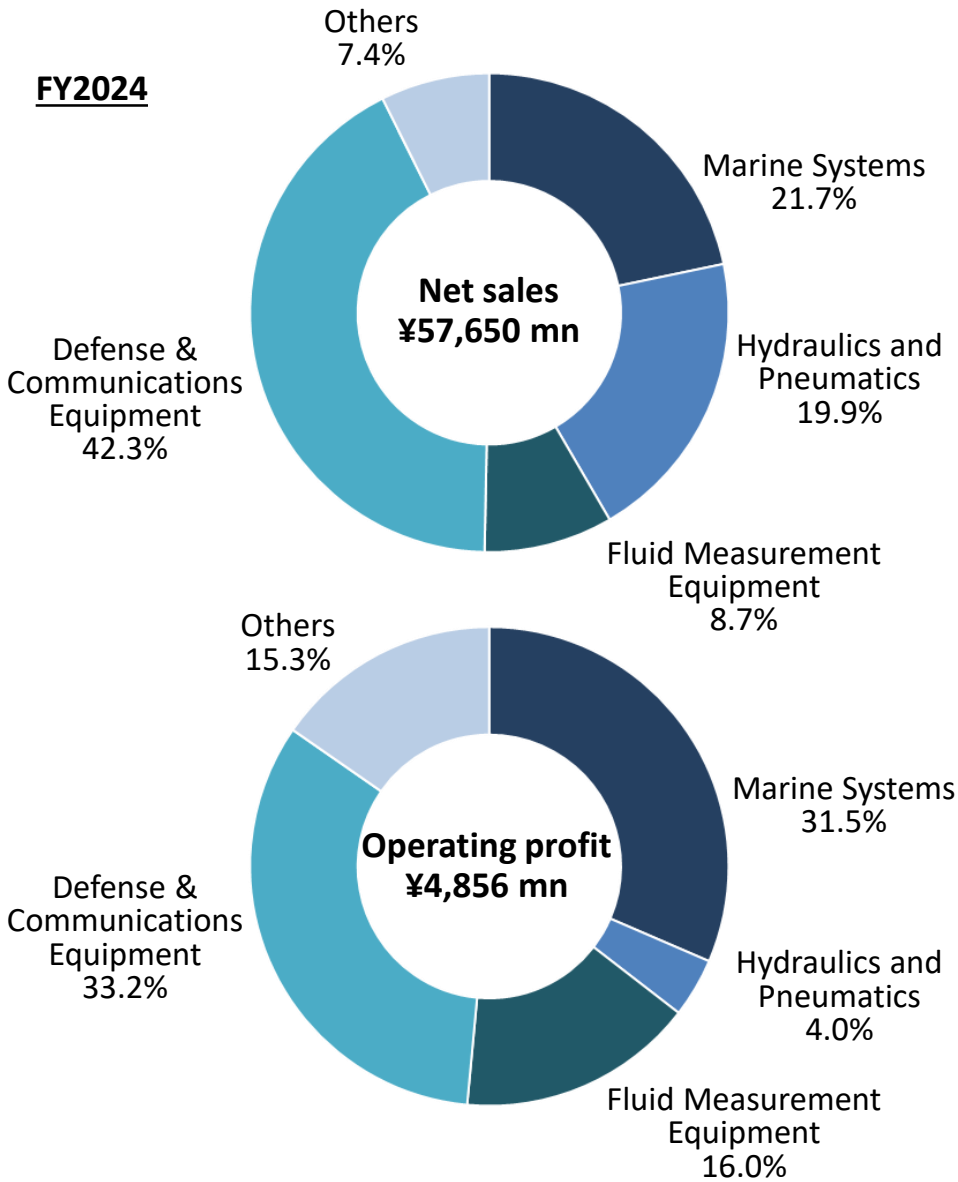 FY2024
Others
7.4%
Marine Systems
21.7%
Net sales
¥57,650 mn
Hydraulics and
Pneumatics
19.9%
Defense &
Communications
Equipment
42.3%
Fluid Measurement
Equipment
8.7%
Others
15.3%
Marine Systems
31.5%
Operating profit
¥4,856 mn
Defense &
Communications
Equipment
33.2%
Hydraulics and
Pneumatics
4.0%
Fluid Measurement
Equipment
16.0%